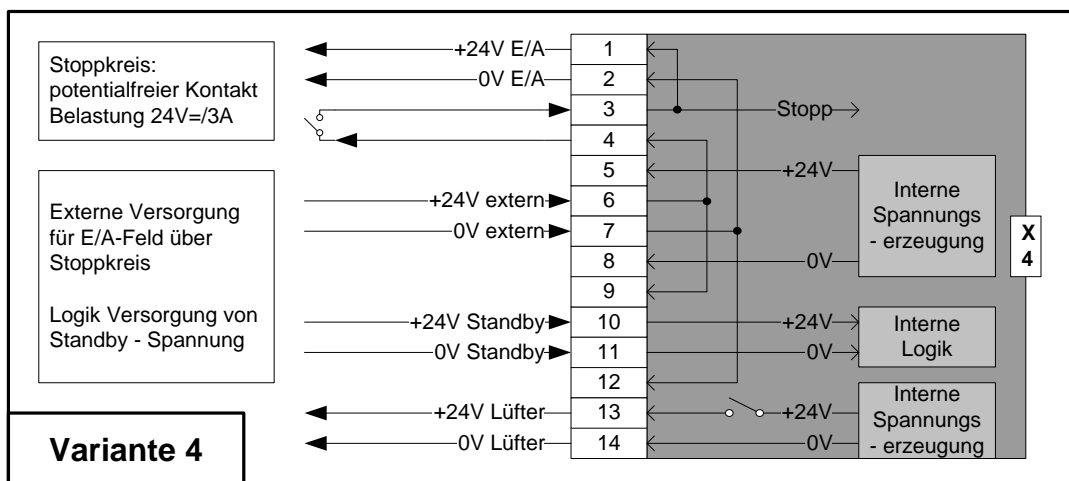 Stoppkreis:
potentialfreier Kontakt
Belastung 24V=/3A
Externe Versorgung
für E/A-Feld über
Stoppkreis
Logik Versorgung von
Standby - Spannung
Variante 4
+24V E/A
0V E/A
+24V extern
0V extern
+24V Standby
0V Standby
+24V Lüfter
0V Lüfter
1
2
3
4
5
6
7
8
9
10
11
12
13
14
Stopp
+24V
0V
+24V
0V
+24V
0V
Interne
Spannungs
- erzeugung
Interne
Logik
Interne
Spannungs
- erzeugung
X
4